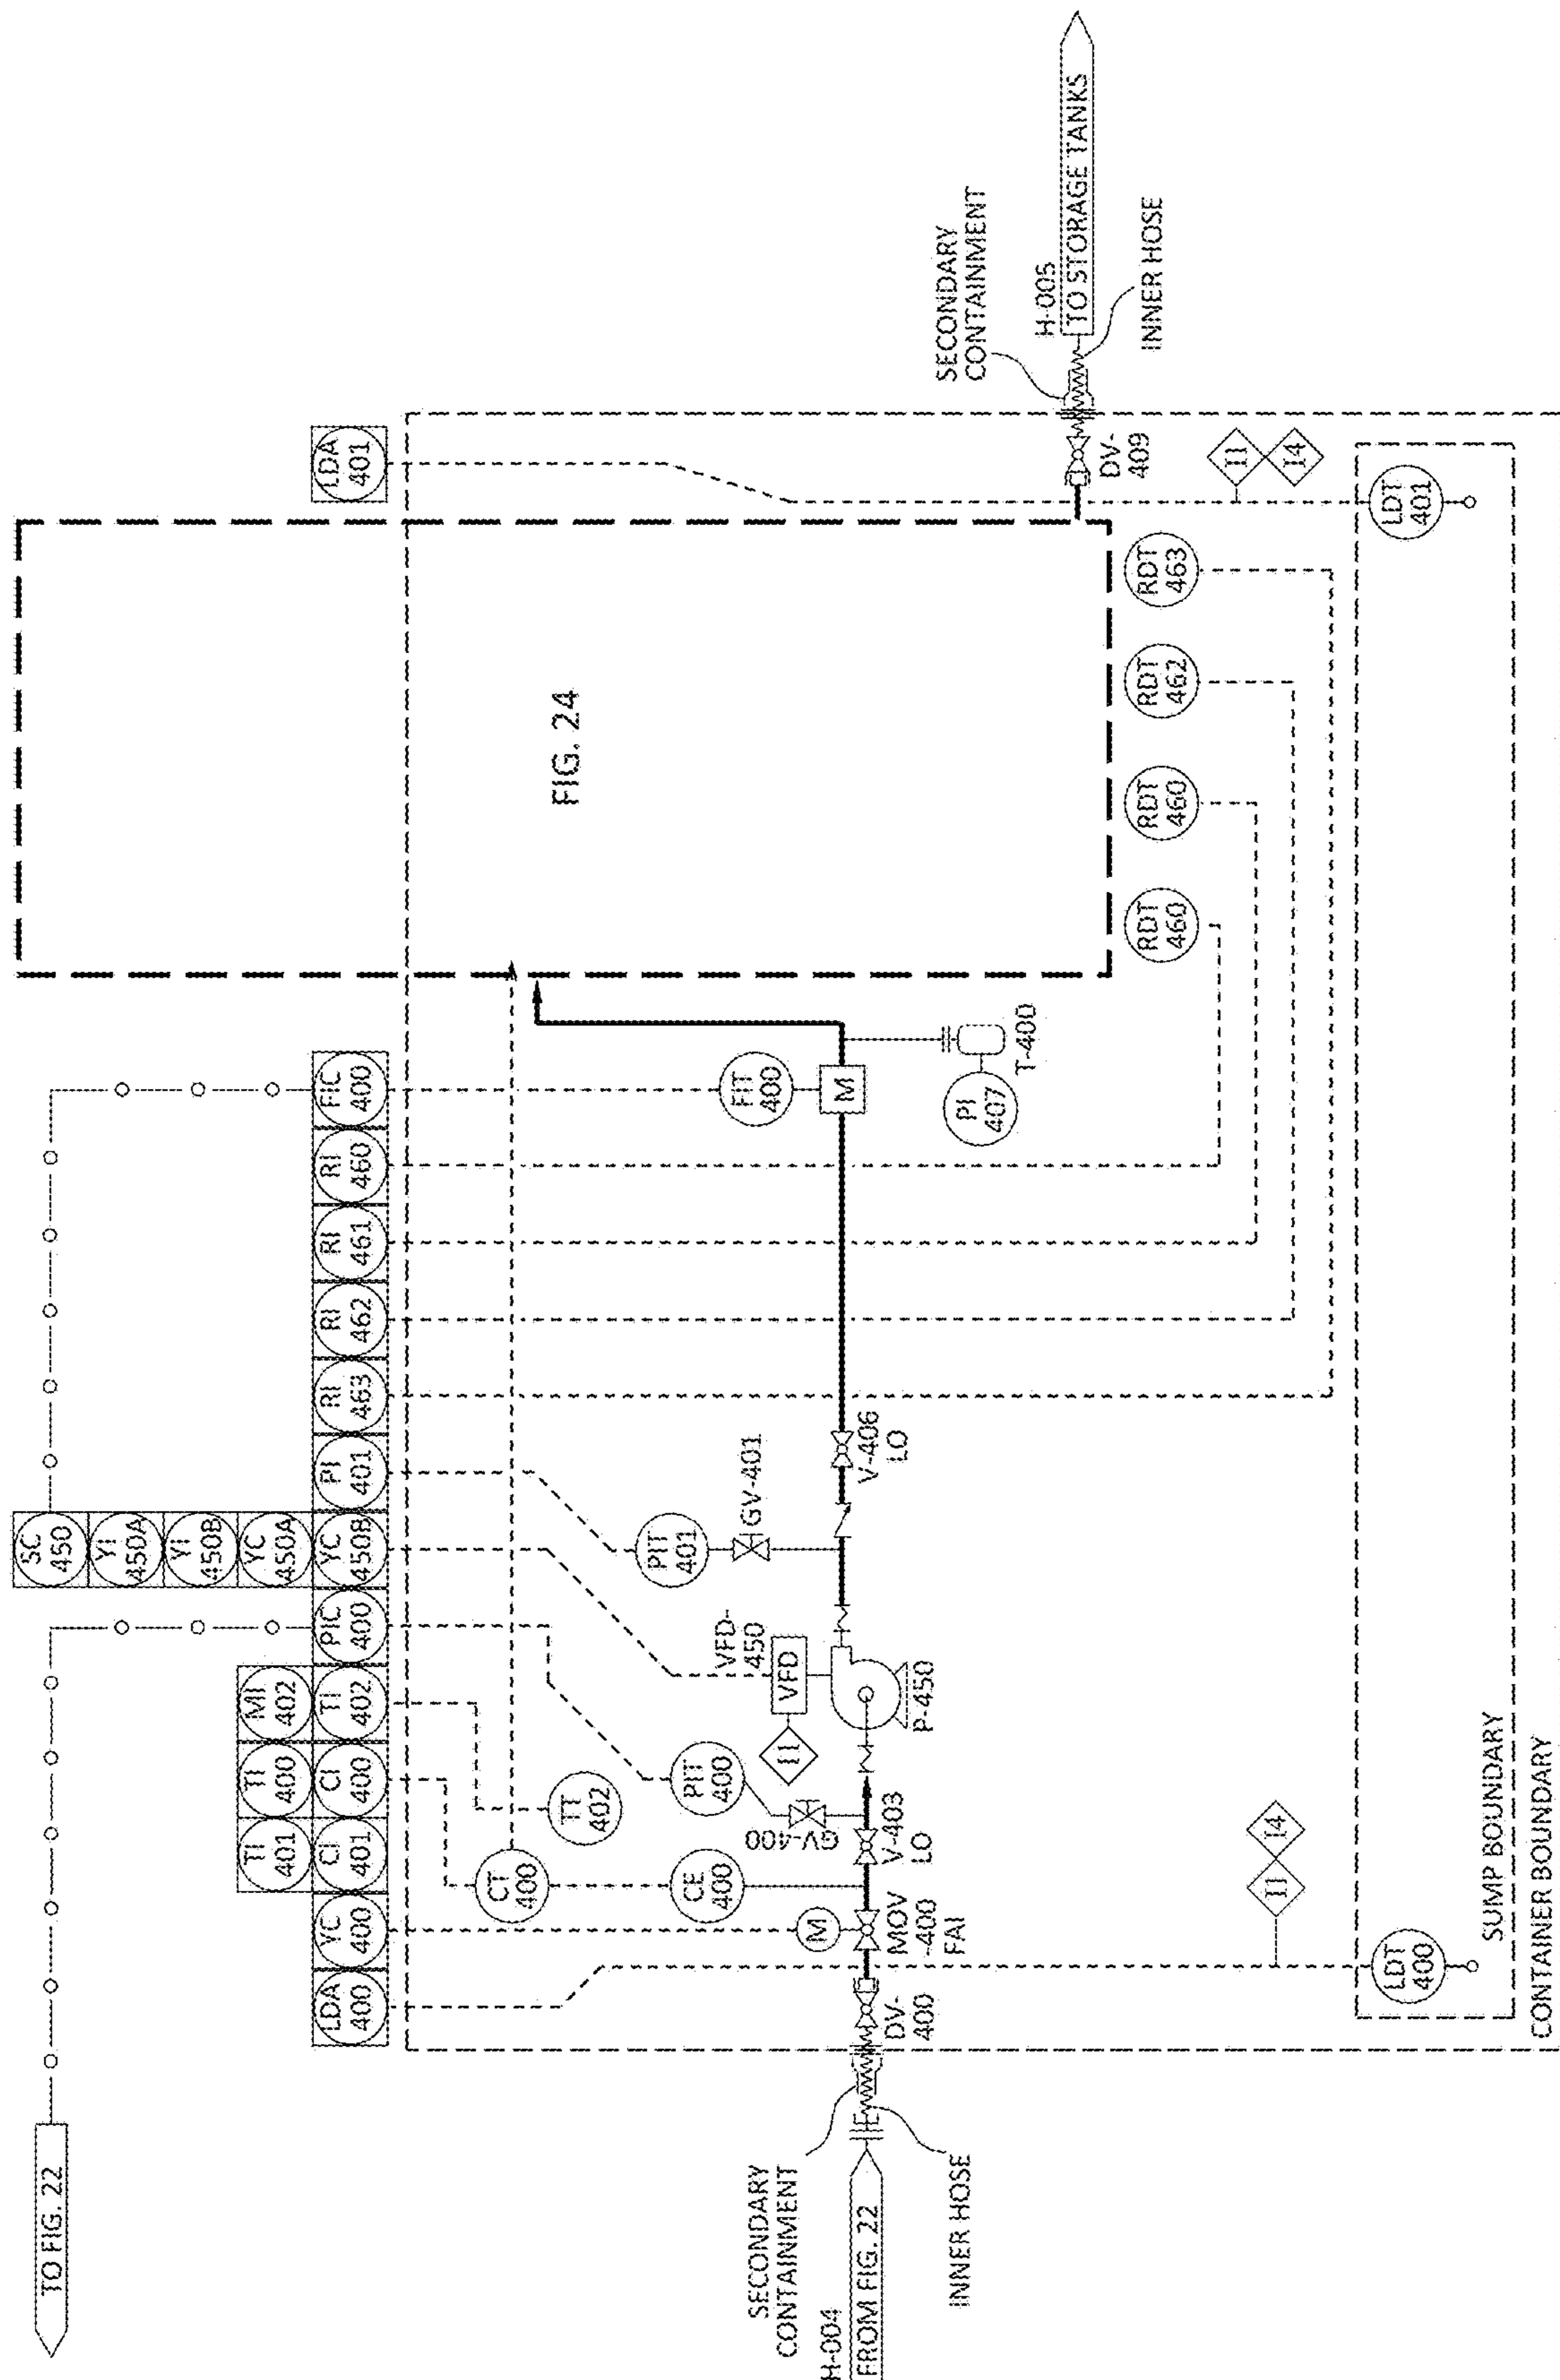 TO FIG. 22
SC
450
YI
450A
YI
450B
YC
450A
TI
401
TI
400
MI
402
LDA
400
YC
400
CI
401
CI
400
TI
402
PIC
400
YC
450B
PI
401
RI
463
RI
462
RI
461
RI
460
FIC
400
LDA
401
CT
400
TT
402
FIG. 24
CE
400
PIT
400
PIT
401
GV-401
FIT
400
VFD-
450
VFD
I1
GV-400
M
M
SECONDARY
CONTAINMENT
H-004
FROM FIG. 22
INNER HOSE
DV-
400
MOV
-400
FAI
V-403
LO
P-450
V-406
LO
PI
407
T-400
SECONDARY
CONTAINMENT
H-005
TO STORAGE TANKS
INNER HOSE
DV-
409
RDT
460
RDT
460
RDT
462
RDT
463
I1
I4
I1
I4
LDT
400
LDT
401
SUMP BOUNDARY
CONTAINER BOUNDARY